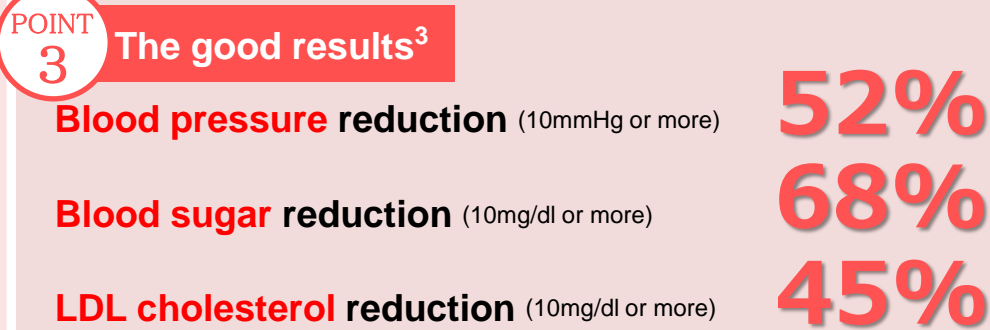 POINT
3
The good results³
Blood pressure reduction (10mmHg or more) 52%
Blood sugar reduction (10mg/dl or more) 68%
LDL cholesterol reduction (10mg/dl or more) 45%